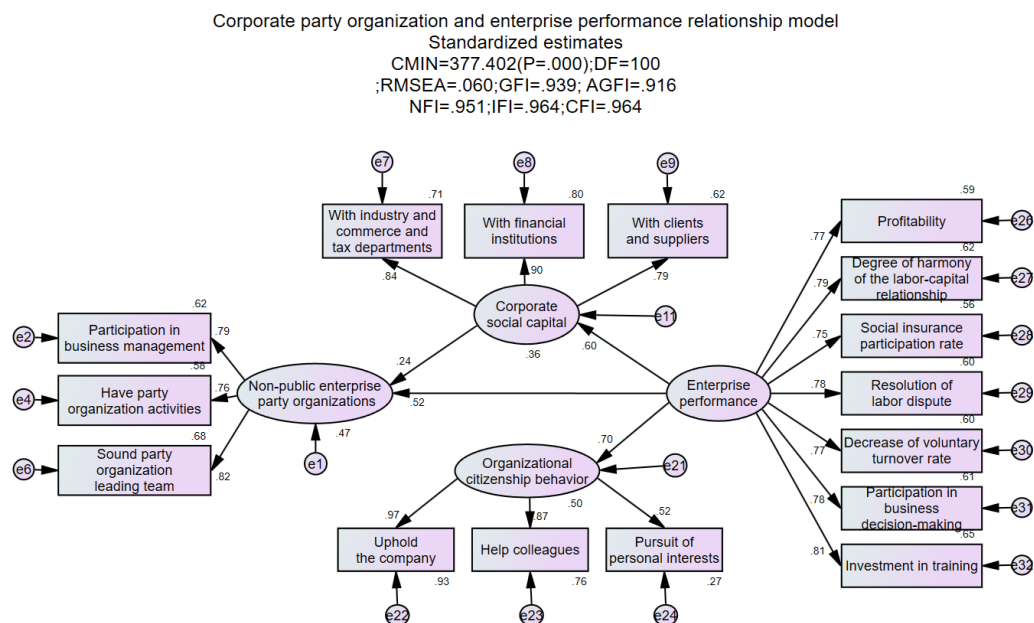 Corporate party organization and enterprise performance relationship model
Standardized estimates
CMIN=377.402(P=.000);DF=100
;RMSEA=.060;GFI=.939; AGFI=.916
NFI=.951;IFI=.964;CFI=.964
e7
e8
e9
.71
.80
.62
With industry and
commerce and
tax departments
With financial
institutions
With clients
and suppliers
.84
.90
.79
Corporate
social capital
.36
e11
.60
.24
.52
e2
e4
e6
.62
Participation in
business management
.79
.58
Have party
organization activities
.76
.68
Sound party
organization
leading team
.82
Non-public enterprise
party organizations
.47
e1
Enterprise
performance
.70
Organizational
citizenship behavior
.50
e21
.97
.87
.52
Uphold
the company
Help colleagues
Pursuit of
personal interests
.93
.76
.27
e22
e23
e24
.77
.59
Profitability
e26
.79
.62
Degree of harmony
of the labor-capital
relationship
e27
.75
.56
Social insurance
participation rate
e28
.78
.60
Resolution of
labor dispute
e29
.77
.60
Decrease of voluntary
turnover rate
e30
.78
.61
Participation in
business
decision-making
e31
.81
.65
Investment in training
e32